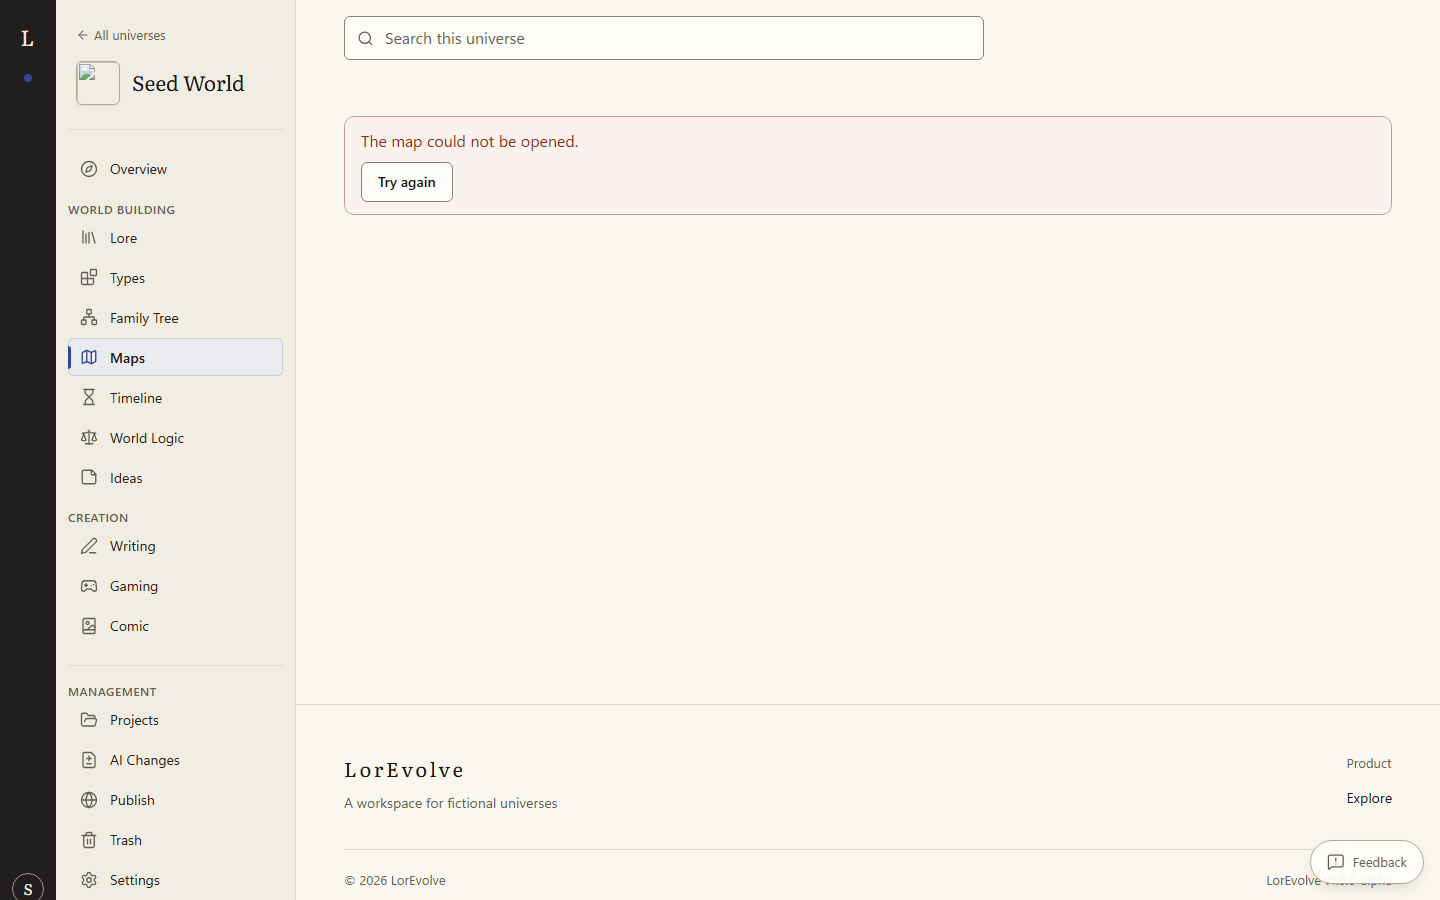 L
← All universes
Seed World
Overview
WORLD BUILDING
Lore
Types
Family Tree
Maps
Timeline
World Logic
Ideas
CREATION
Writing
Gaming
Comic
MANAGEMENT
Projects
AI Changes
Publish
Trash
Settings
S
Search this universe
The map could not be opened.
Try again
LorEvolve
A workspace for fictional universes
Product
Explore
© 2026 LorEvolve
LorEvolve
Feedback